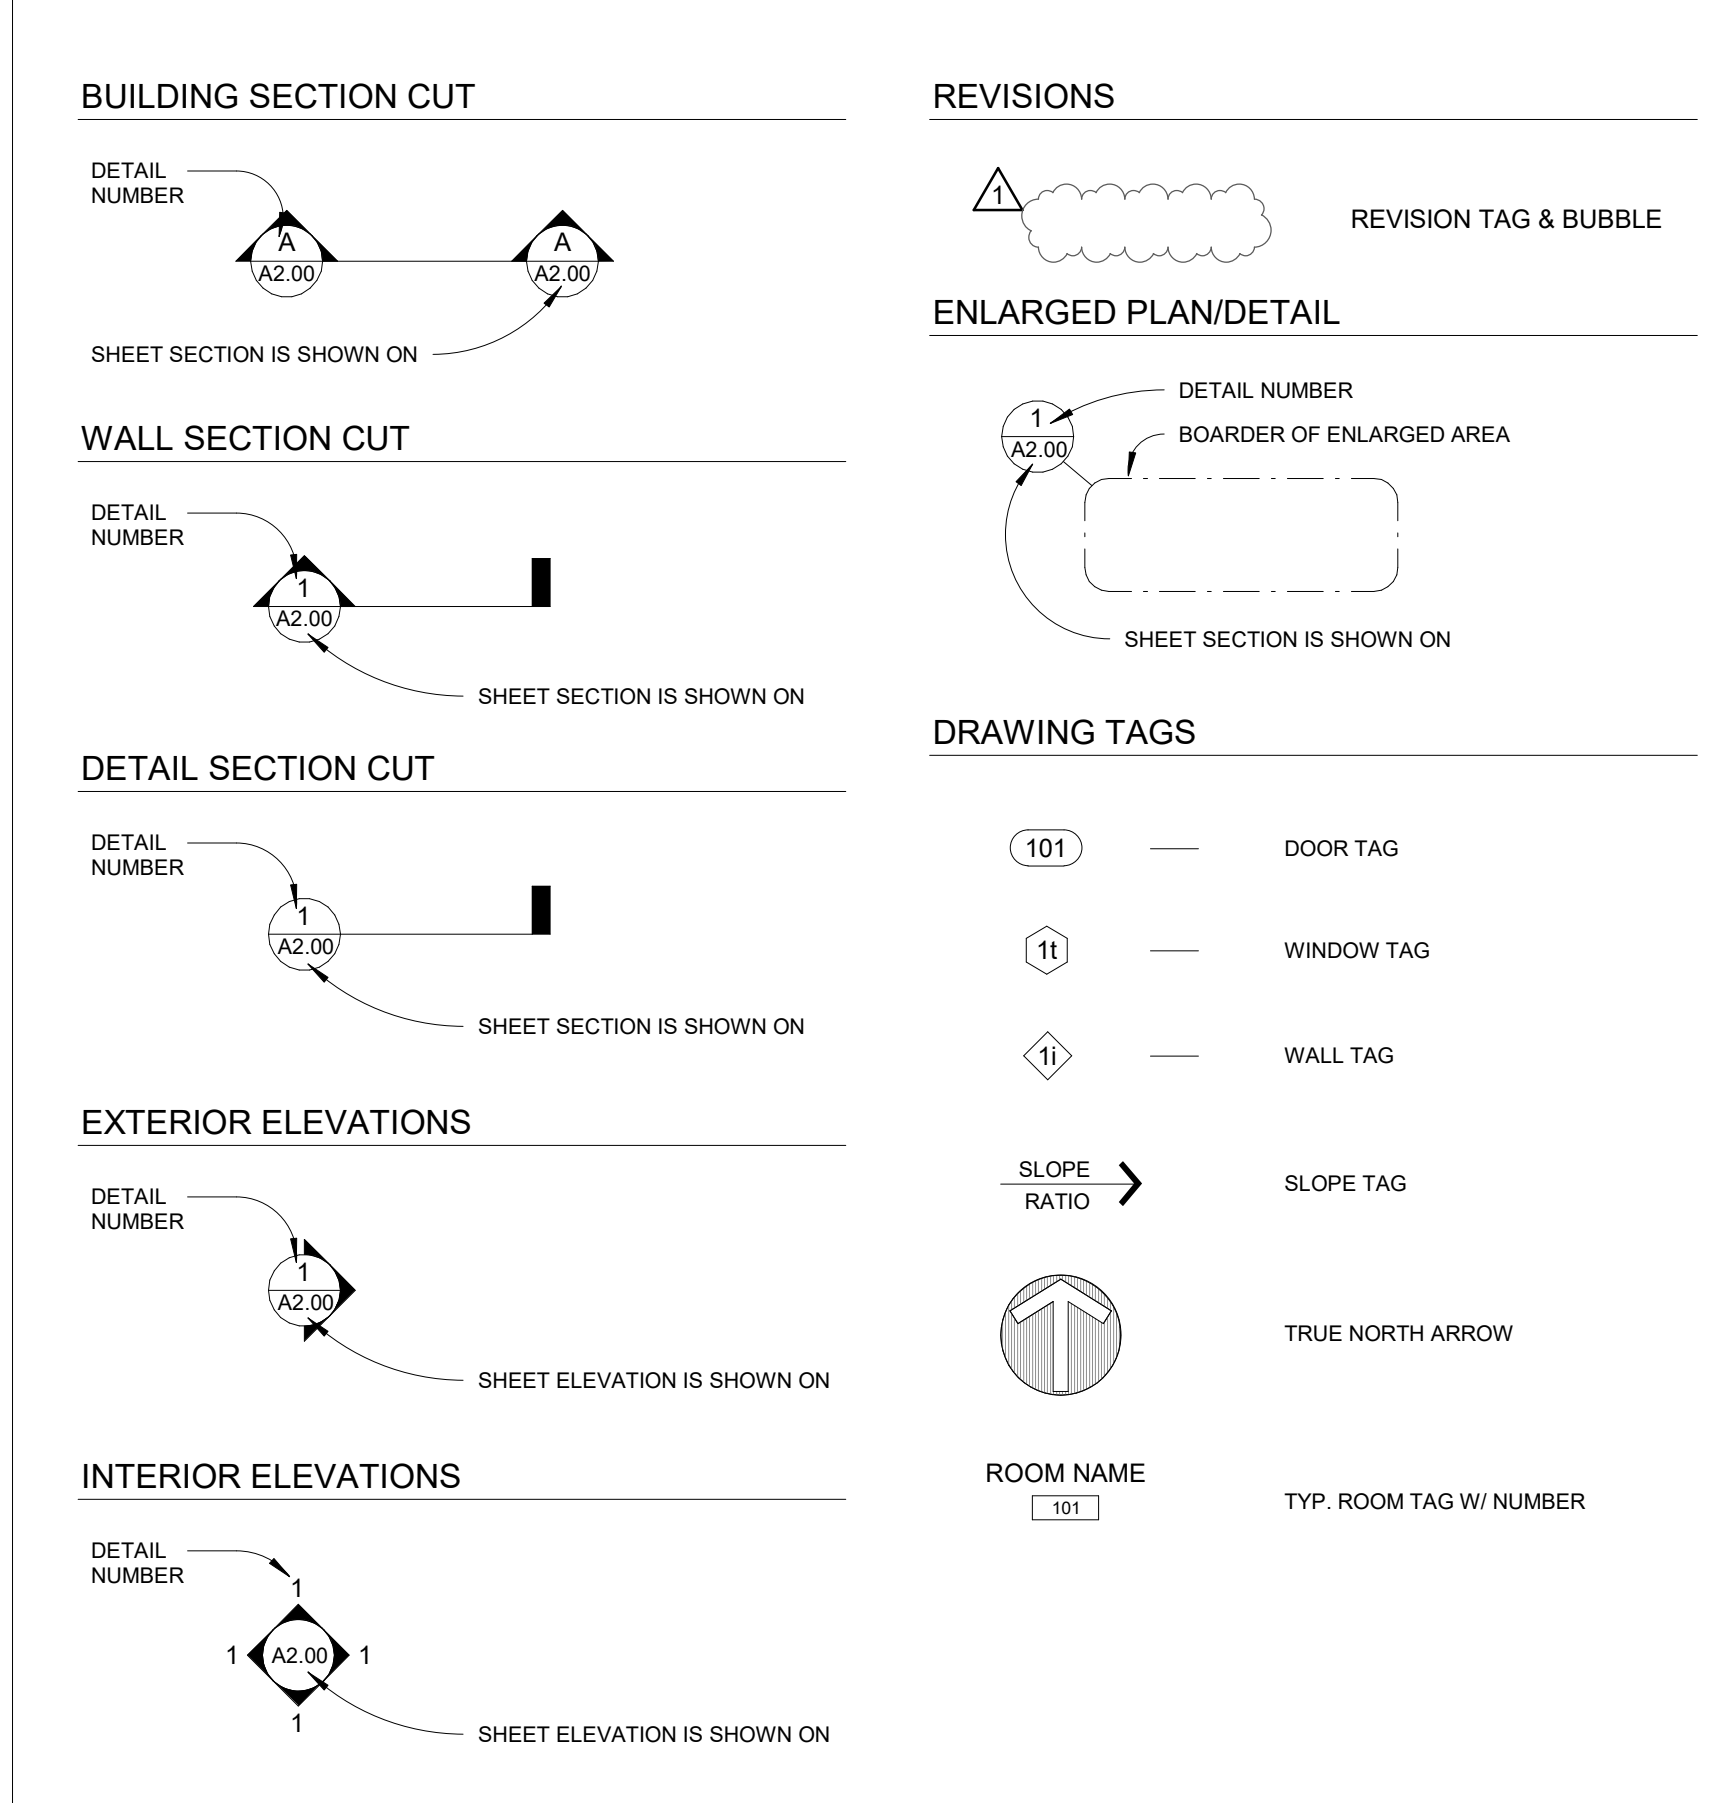 BUILDING SECTION CUT
DETAIL
NUMBER
A
A2.00
A
A2.00
SHEET SECTION IS SHOWN ON
WALL SECTION CUT
DETAIL
NUMBER
1
A2.00
SHEET SECTION IS SHOWN ON
DETAIL SECTION CUT
DETAIL
NUMBER
1
A2.00
SHEET SECTION IS SHOWN ON
EXTERIOR ELEVATIONS
DETAIL
NUMBER
1
A2.00
SHEET ELEVATION IS SHOWN ON
INTERIOR ELEVATIONS
DETAIL
NUMBER
1
1
A2.00
1
1
SHEET ELEVATION IS SHOWN ON
REVISIONS
1
REVISION TAG & BUBBLE
ENLARGED PLAN/DETAIL
DETAIL NUMBER
1
A2.00
BOARDER OF ENLARGED AREA
SHEET SECTION IS SHOWN ON
DRAWING TAGS
101
DOOR TAG
1t
WINDOW TAG
1i
WALL TAG
SLOPE
RATIO
SLOPE TAG
TRUE NORTH ARROW
ROOM NAME
101
TYP. ROOM TAG W/ NUMBER